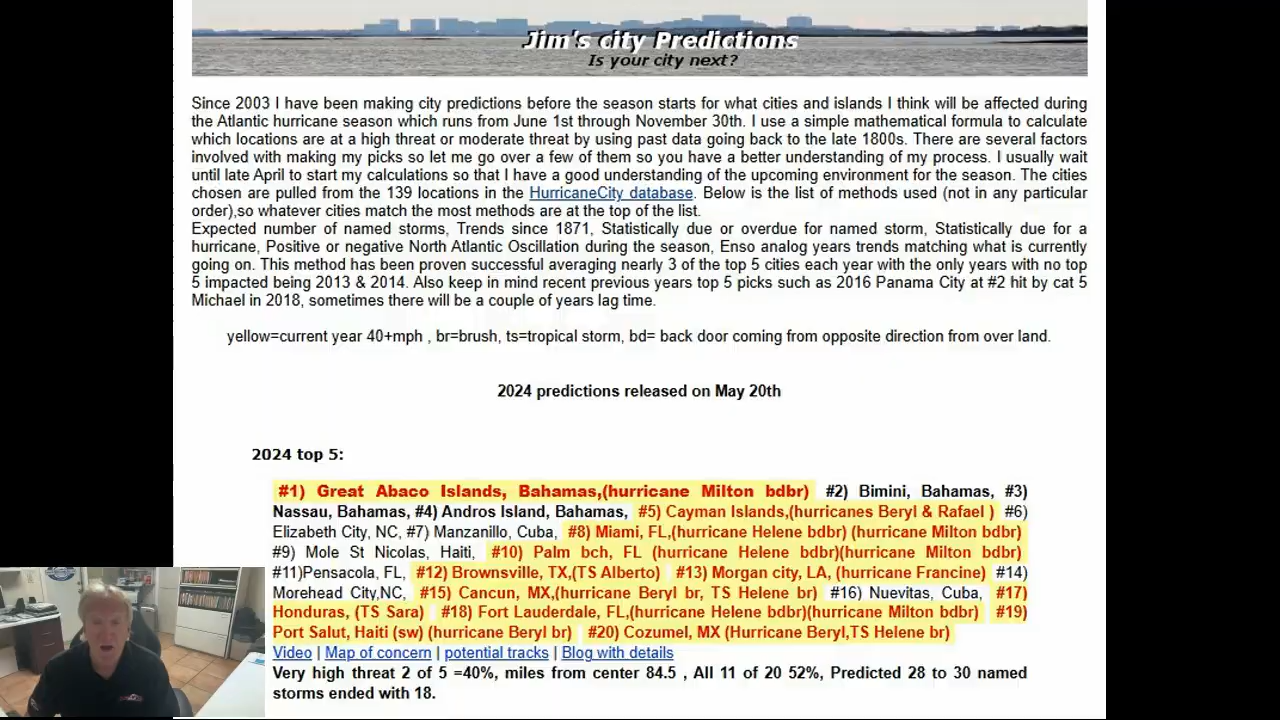 Jim's city Predictions
Is your city next?
Since 2003 I have been making city predictions before the season starts for what cities and islands I think will be affected during
the Atlantic hurricane season which runs from June 1st through November 30th. I use a simple mathematical formula to calculate
which locations are at a high threat or moderate threat by using past data going back to the late 1800s. There are several factors
involved with making my picks so let me go over a few of them so you have a better understanding of my process. I usually wait
until late April to start my calculations so that I have a good understanding of the upcoming environment for the season. The cities
chosen are pulled from the 139 locations in the HurricaneCity database. Below is the list of methods used (not in any particular
order),so whatever cities match the most methods are at the top of the list.
Expected number of named storms, Trends since 1871, Statistically due or overdue for named storm, Statistically due for a
hurricane, Positive or negative North Atlantic Oscillation during the season, Enso analog years trends matching what is currently
going on. This method has been proven successful averaging nearly 3 of the top 5 cities each year with the only years with no top
5 impacted being 2013 & 2014. Also keep in mind recent previous years top 5 picks such as 2016 Panama City at #2 hit by cat 5
Michael in 2018, sometimes there will be a couple of years lag time.
yellow=current year 40+mph , br=brush, ts=tropical storm, bd= back door coming from opposite direction from over land.
2024 predictions released on May 20th
2024 top 5:
#1) Great Abaco Islands, Bahamas,(hurricane Milton bdbr) #2) Bimini, Bahamas, #3)
Nassau, Bahamas, #4) Andros Island, Bahamas, #5) Cayman Islands,(hurricanes Beryl & Rafael ) #6)
Elizabeth City, NC, #7) Manzanillo, Cuba, #8) Miami, FL,(hurricane Helene bdbr) (hurricane Milton bdbr)
#9) Mole St Nicolas, Haiti, #10) Palm bch, FL (hurricane Helene bdbr)(hurricane Milton bdbr)
#11)Pensacola, FL, #12) Brownsville, TX,(TS Alberto) #13) Morgan city, LA, (hurricane Francine) #14)
Morehead City,NC, #15) Cancun, MX,(hurricane Beryl br, TS Helene br) #16) Nuevitas, Cuba, #17)
Honduras, (TS Sara) #18) Fort Lauderdale, FL,(hurricane Helene bdbr)(hurricane Milton bdbr) #19)
Port Salut, Haiti (sw) (hurricane Beryl br) #20) Cozumel, MX (Hurricane Beryl,TS Helene br)
Video | Map of concern | potential tracks | Blog with details
Very high threat 2 of 5 =40%, miles from center 84.5 , All 11 of 20 52%, Predicted 28 to 30 named
storms ended with 18.